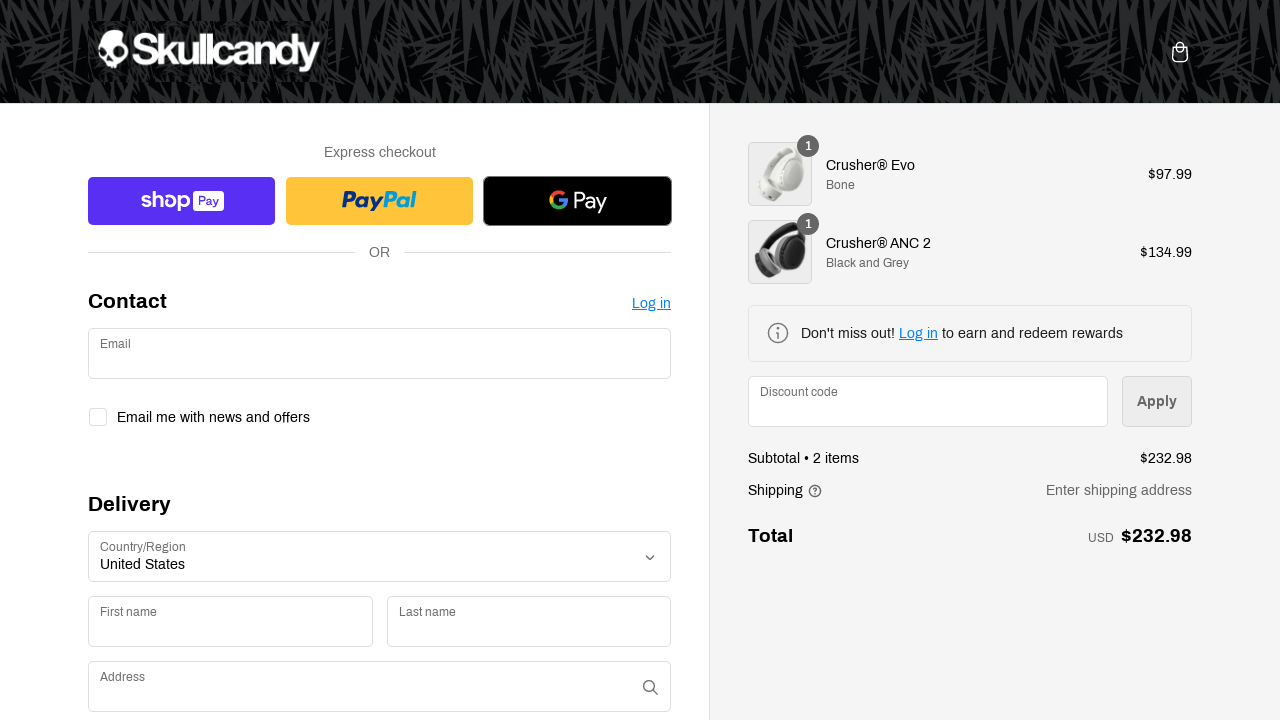 Skullcandy
Express checkout
shop Pay
PayPal
G Pay
OR
Contact
Log in
Email
Email me with news and offers
Delivery
Country/Region
United States
First name
Last name
Address
1
Crusher® Evo
Bone
$97.99
1
Crusher® ANC 2
Black and Grey
$134.99
Don't miss out! Log in to earn and redeem rewards
Discount code
Apply
Subtotal • 2 items
$232.98
Shipping
Enter shipping address
Total
USD $232.98